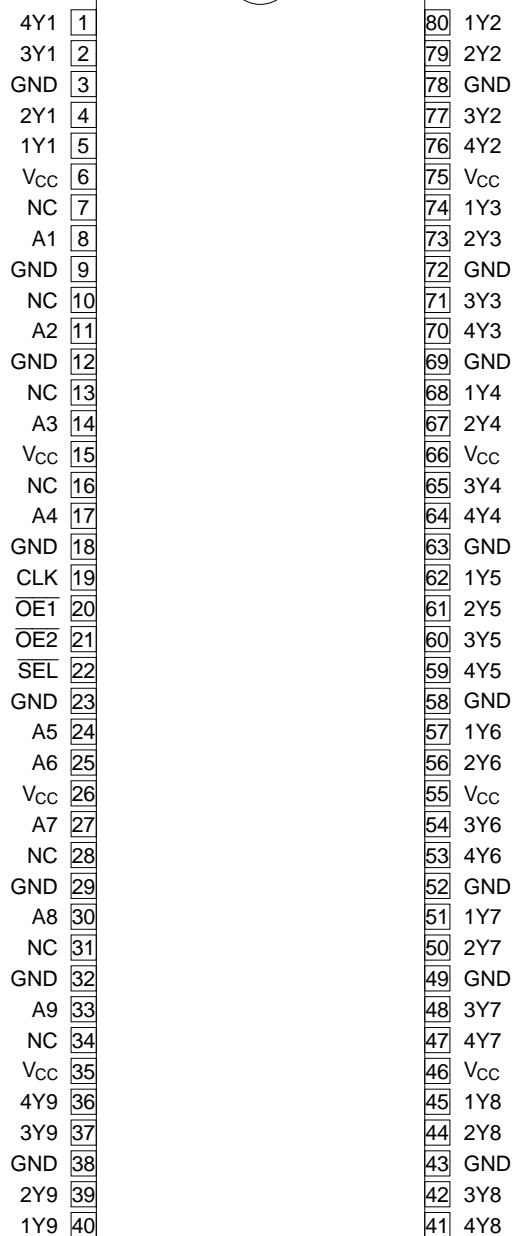 4Y1 1 80 1Y2
3Y1 2 79 2Y2
GND 3 78 GND
2Y1 4 77 3Y2
1Y1 5 76 4Y2
VCC 6 75 VCC
NC 7 74 1Y3
A1 8 73 2Y3
GND 9 72 GND
NC 10 71 3Y3
A2 11 70 4Y3
GND 12 69 GND
NC 13 68 1Y4
A3 14 67 2Y4
VCC 15 66 VCC
NC 16 65 3Y4
A4 17 64 4Y4
GND 18 63 GND
CLK 19 62 1Y5
OE1 20 61 2Y5
OE2 21 60 3Y5
SEL 22 59 4Y5
GND 23 58 GND
A5 24 57 1Y6
A6 25 56 2Y6
VCC 26 55 VCC
A7 27 54 3Y6
NC 28 53 4Y6
GND 29 52 GND
A8 30 51 1Y7
NC 31 50 2Y7
GND 32 49 GND
A9 33 48 3Y7
NC 34 47 4Y7
VCC 35 46 VCC
4Y9 36 45 1Y8
3Y9 37 44 2Y8
GND 38 43 GND
2Y9 39 42 3Y8
1Y9 40 41 4Y8